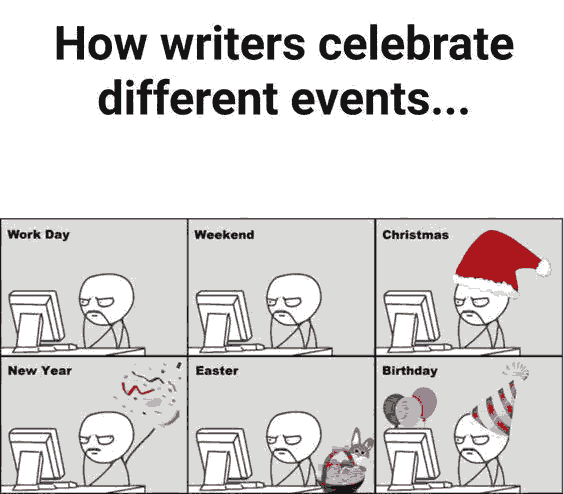 How writers celebrate
different events...
Work Day
Weekend
Christmas
New Year
Easter
Birthday